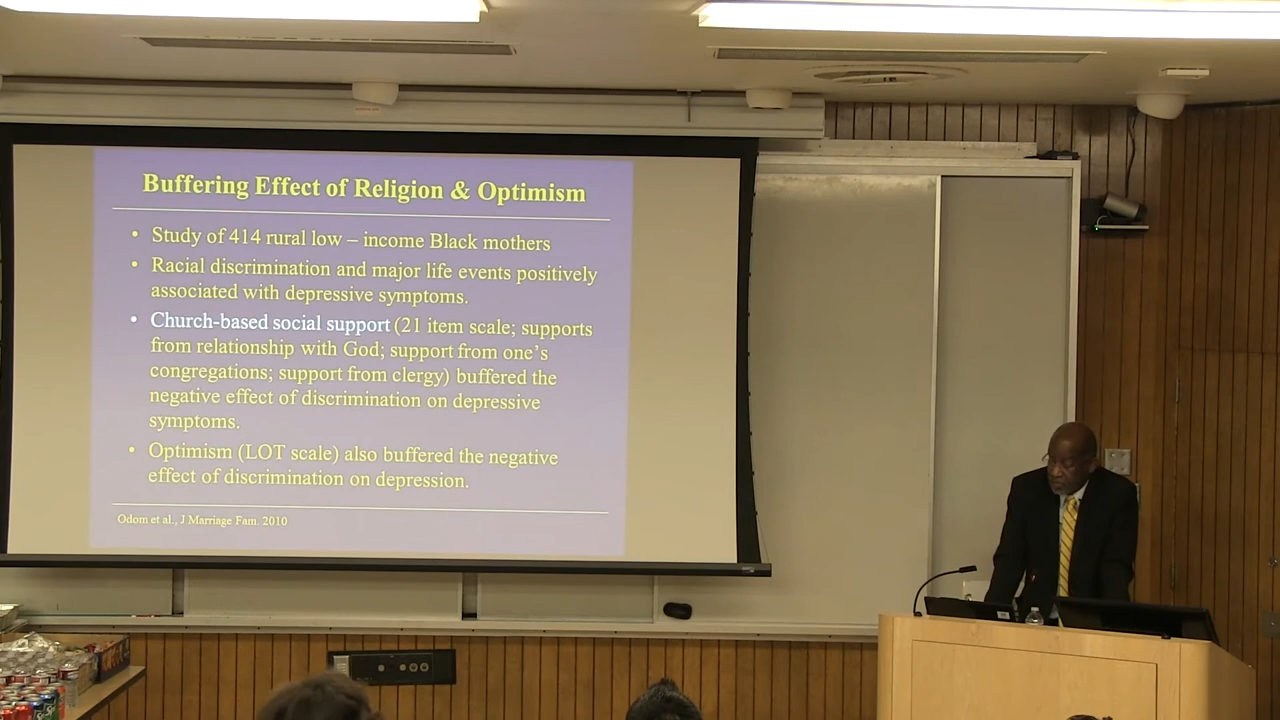 Buffering Effect of Religion & Optimism
• Study of 414 rural low – income Black mothers
• Racial discrimination and major life events positively
associated with depressive symptoms.
• Church-based social support (21 item scale; supports
from relationship with God; support from one's
congregations; support from clergy) buffered the
negative effect of discrimination on depressive
symptoms.
• Optimism (LOT scale) also buffered the negative
effect of discrimination on depression.
Odom et al., J Marriage Fam. 2010